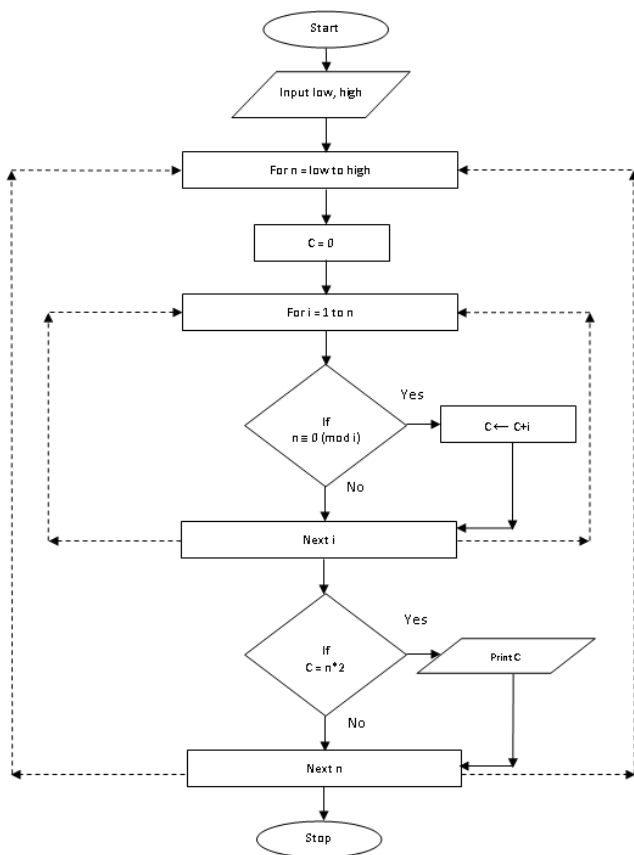 Start
Input low, high
For n = low to high
C = 0
For i = 1 to n
If
n ≡ 0 (mod i)
Yes
C ← C+i
No
Next i
If
C = n*2
Yes
Print C
No
Next n
Stop